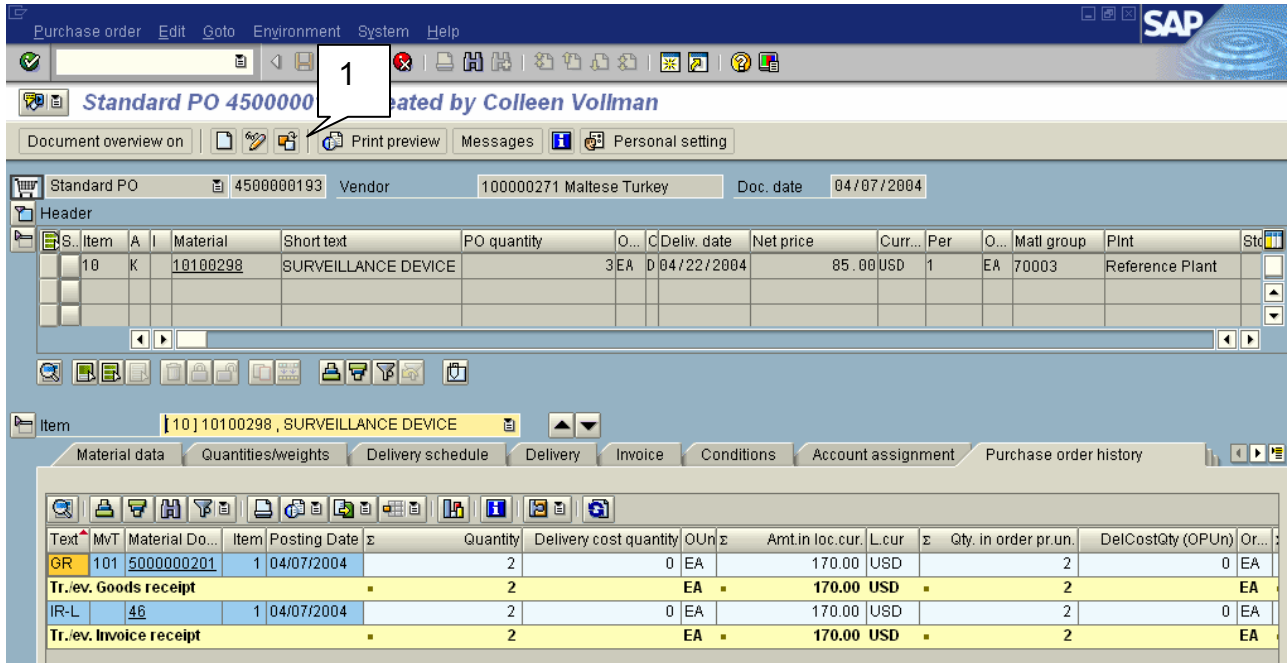 Purchase order Edit Goto Environment System Help
SAP
1
Standard PO 4500000 eated by Colleen Vollman
Document overview on Print preview Messages Personal setting
Standard PO 4500000193 Vendor 100000271 Maltese Turkey Doc. date 04/07/2004
Header
S.. Item A I Material Short text PO quantity O... C Deliv. date Net price Curr... Per O... Matl group Plnt Sto
10 K 10100298 SURVEILLANCE DEVICE 3 EA D 04/22/2004 85.00 USD 1 EA 70003 Reference Plant
Item [ 10 ] 10100298 , SURVEILLANCE DEVICE
Material data Quantities/weights Delivery schedule Delivery Invoice Conditions Account assignment Purchase order history
Text MvT Material Do... Item Posting Date Σ Quantity Delivery cost quantity OUn Σ Amt.in loc.cur. L.cur Σ Qty. in order pr.un. DelCostQty (OPUn) Or...
GR 101 5000000201 1 04/07/2004 2 0 EA 170.00 USD 2 0 EA
Tr./ev. Goods receipt 2 EA 170.00 USD 2 EA
IR-L 46 1 04/07/2004 2 0 EA 170.00 USD 2 0 EA
Tr./ev. Invoice receipt 2 EA 170.00 USD 2 EA